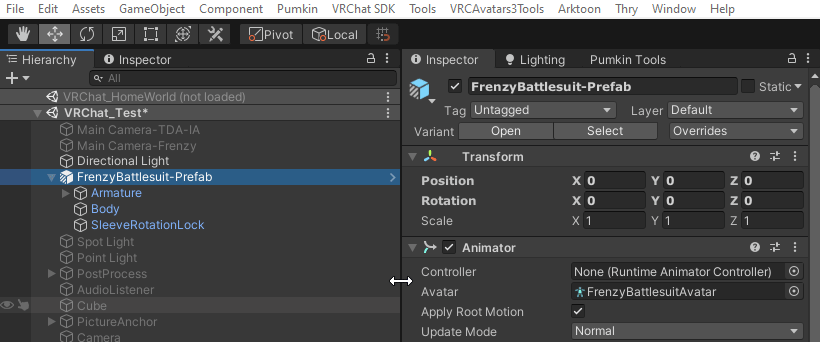 File Edit Assets GameObject Component Pumkin VRChat SDK Tools VRCAvatars3Tools Arktoon Thry Window Help
Pivot Local
Hierarchy Inspector
All
VRChat_HomeWorld (not loaded)
VRChat_Test*
Main Camera-TDA-IA
Main Camera-Frenzy
Directional Light
FrenzyBattlesuit-Prefab
Armature
Body
SleeveRotationLock
Spot Light
Point Light
PostProcess
AudioListener
Cube
PictureAnchor
Camera
Inspector Lighting Pumkin Tools
FrenzyBattlesuit-Prefab Static
Tag Untagged Layer Default
Variant Open Select Overrides
Transform
Position X 0 Y 0 Z 0
Rotation X 0 Y 0 Z 0
Scale X 1 Y 1 Z 1
Animator
Controller None (Runtime Animator Controller)
Avatar FrenzyBattlesuitAvatar
Apply Root Motion
Update Mode Normal